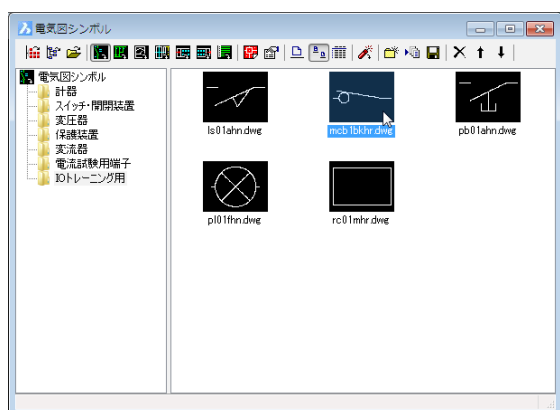 電気図シンボル
電気図シンボル
計器
スイッチ・開閉装置
変圧器
保護装置
変流器
電流試験用端子
IOトレーニング用
ls01ahn.dwg
mcb1bkhr.dwg
pb01ahn.dwg
pl01fhn.dwg
rc01mhr.dwg